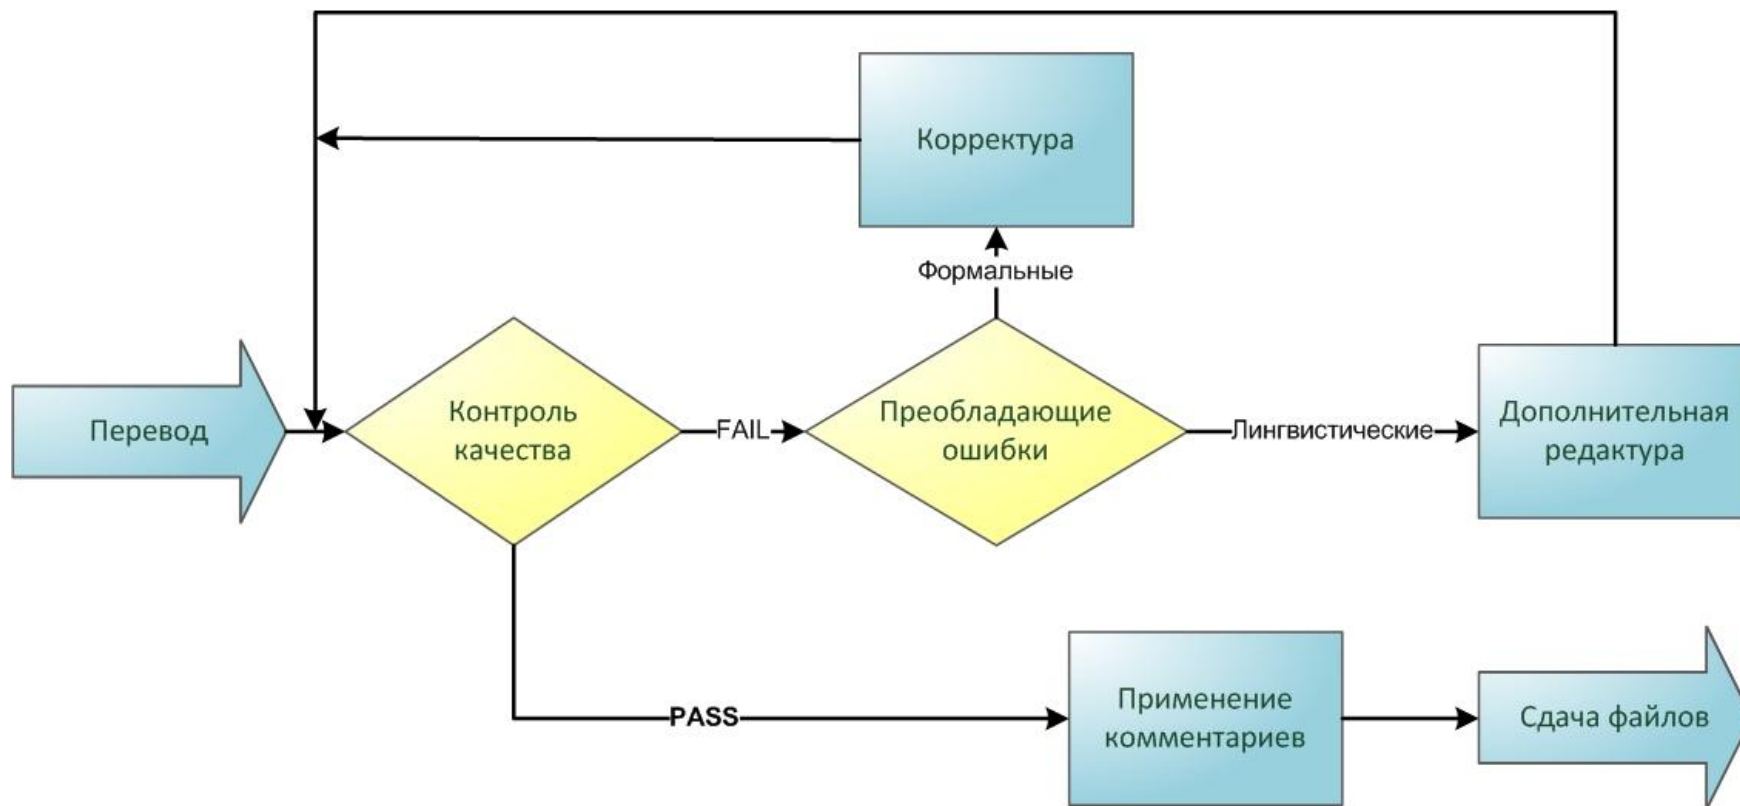 Корректура
Формальные
Перевод
Контроль
качества
FAIL
Преобладающие
ошибки
Лингвистические
Дополнительная
редактура
PASS
Применение
комментариев
Сдача файлов